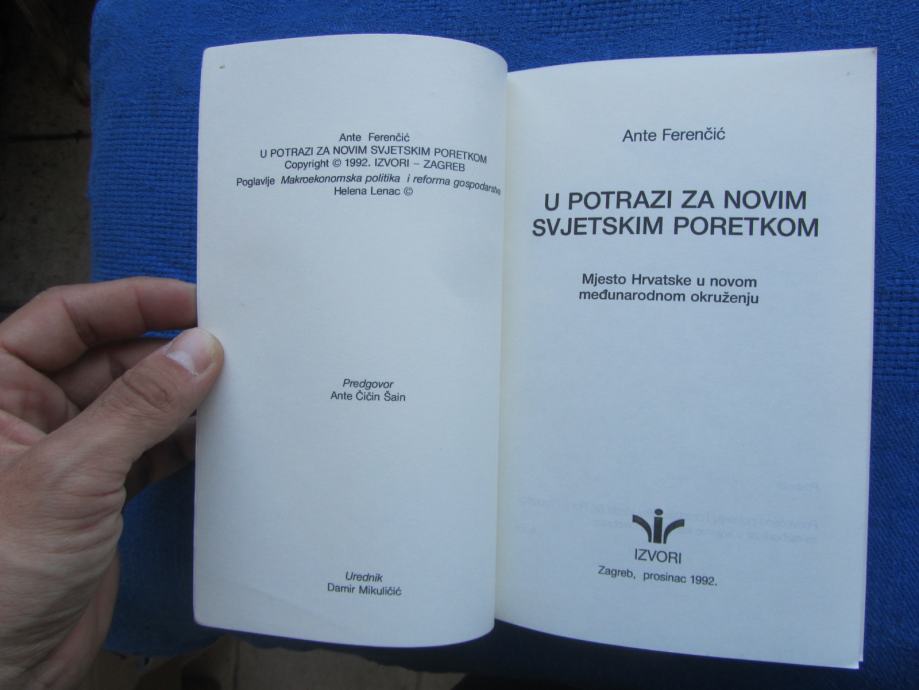 Ante Ferenčić
U POTRAZI ZA NOVIM SVJETSKIM PORETKOM
Copyright © 1992. IZVORI – ZAGREB
Poglavlje Makroekonomska politika i reforma gospodarstva
Helena Lenac ©
Predgovor
Ante Čičin Šain
Urednik
Damir Mikuličić
Ante Ferenčić
U POTRAZI ZA NOVIM
SVJETSKIM PORETKOM
Mjesto Hrvatske u novom
međunarodnom okruženju
IZVORI
Zagreb, prosinac 1992.